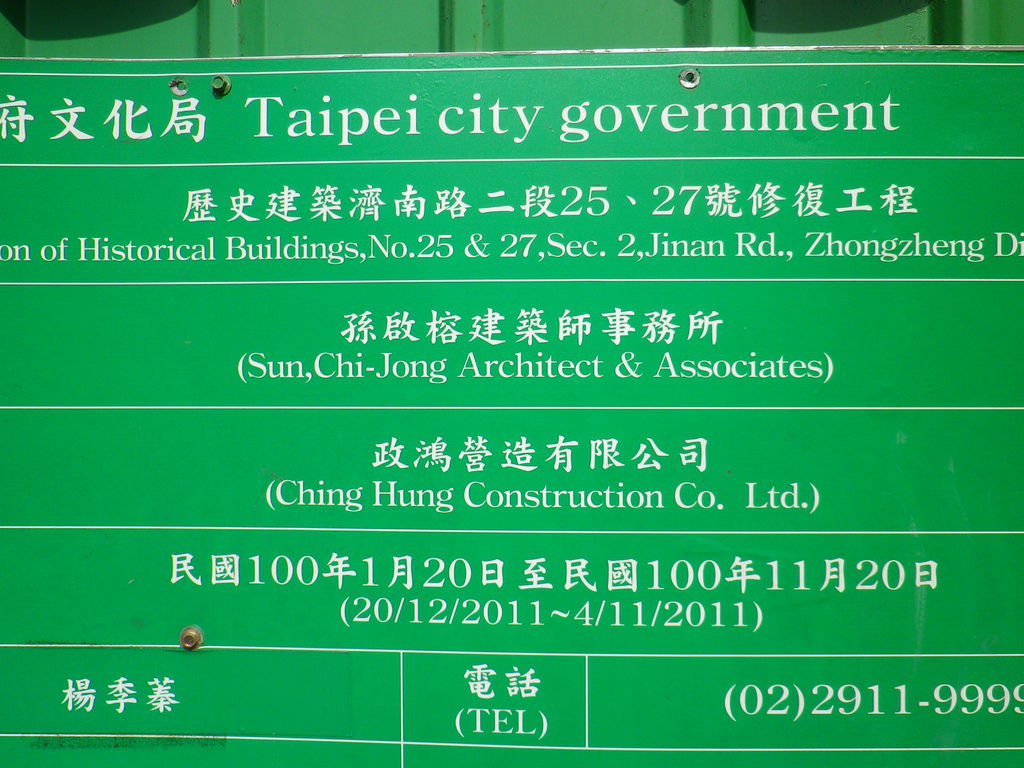 府文化局 Taipei city government
歷史建築濟南路二段25、27號修復工程
on of Historical Buildings,No.25 & 27,Sec. 2,Jinan Rd., Zhongzheng Di
孫啟榕建築師事務所
(Sun,Chi-Jong Architect & Associates)
政鴻營造有限公司
(Ching Hung Construction Co. Ltd.)
民國100年1月20日至民國100年11月20日
(20/12/2011~4/11/2011)
楊季蓁 電話 (02)2911-9999
(TEL)